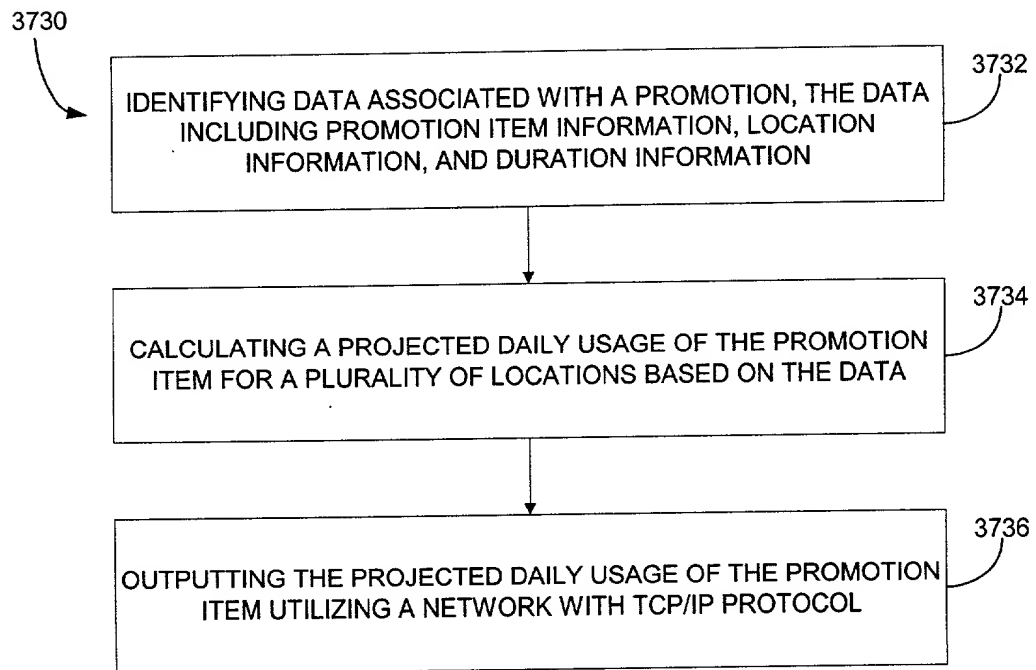 3730
3732
IDENTIFYING DATA ASSOCIATED WITH A PROMOTION, THE DATA
INCLUDING PROMOTION ITEM INFORMATION, LOCATION
INFORMATION, AND DURATION INFORMATION
3734
CALCULATING A PROJECTED DAILY USAGE OF THE PROMOTION
ITEM FOR A PLURALITY OF LOCATIONS BASED ON THE DATA
3736
OUTPUTTING THE PROJECTED DAILY USAGE OF THE PROMOTION
ITEM UTILIZING A NETWORK WITH TCP/IP PROTOCOL